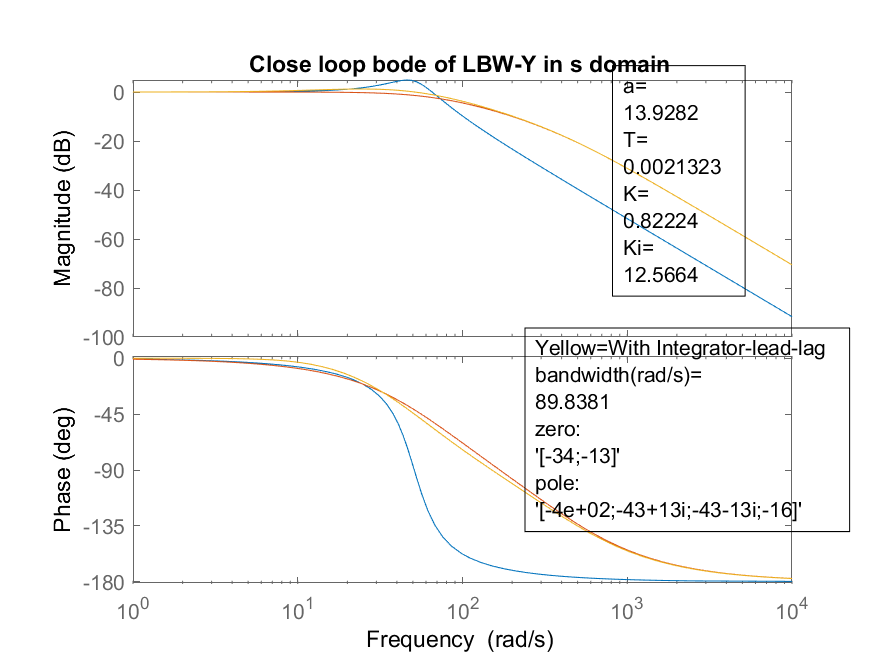 Close loop bode of LBW-Y in s domain
Magnitude (dB)
0
-20
-40
-60
-80
-100
a=
13.9282
T=
0.0021323
K=
0.82224
Ki=
12.5664
Phase (deg)
0
-45
-90
-135
-180
Yellow=With Integrator-lead-lag
bandwidth(rad/s)=
89.8381
zero:
'[-34;-13]'
pole:
'[-4e+02;-43+13i;-43-13i;-16]'
10^0 10^1 10^2 10^3 10^4
Frequency (rad/s)